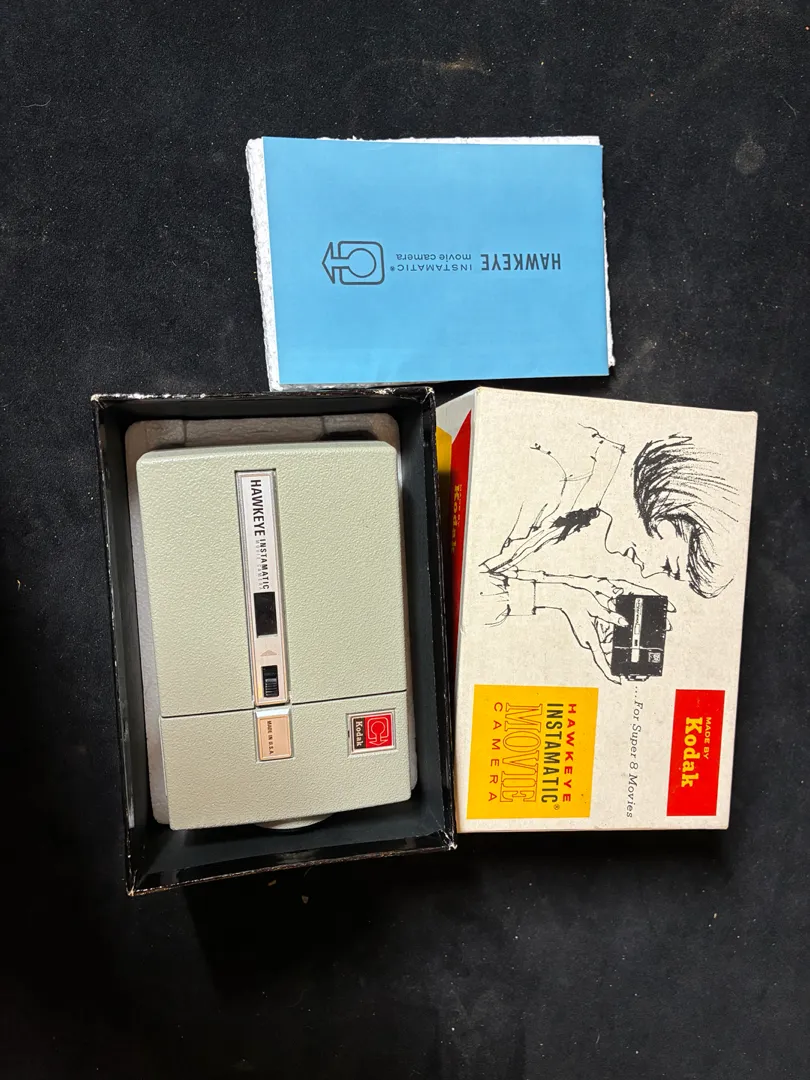 HAWKEYE
INSTAMATIC®
movie camera
HAWKEYE INSTAMATIC
MADE IN U.S.A.
Kodak
.... For Super 8 Movies
MADE BY
Kodak
HAWKEYE
INSTAMATIC®
MOVIE
CAMERA